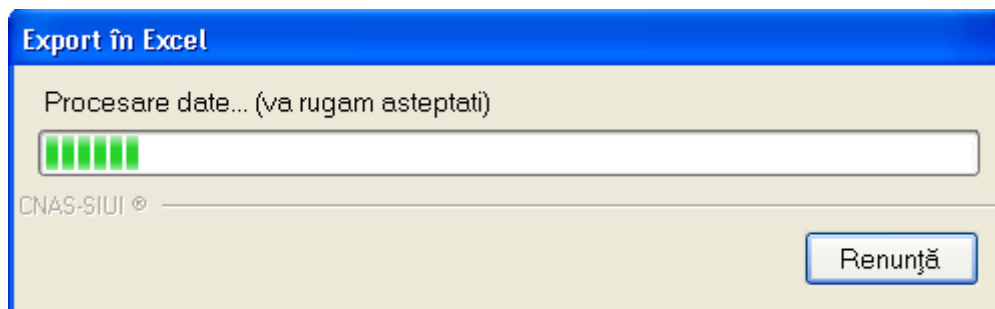 Export în Excel
Procesare date... (va rugam asteptati)
CNAS-SIUI ®
Renunţă